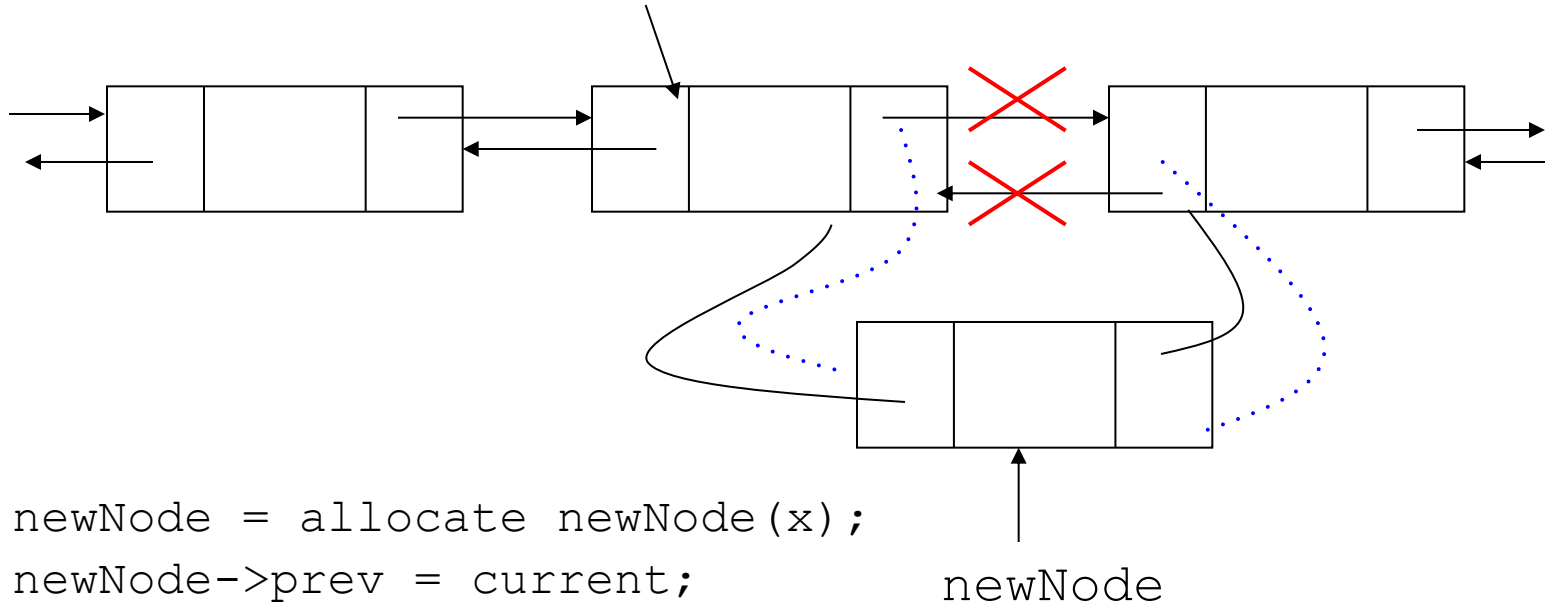 newNode = allocate newNode(x);
newNode->prev = current;
newNode